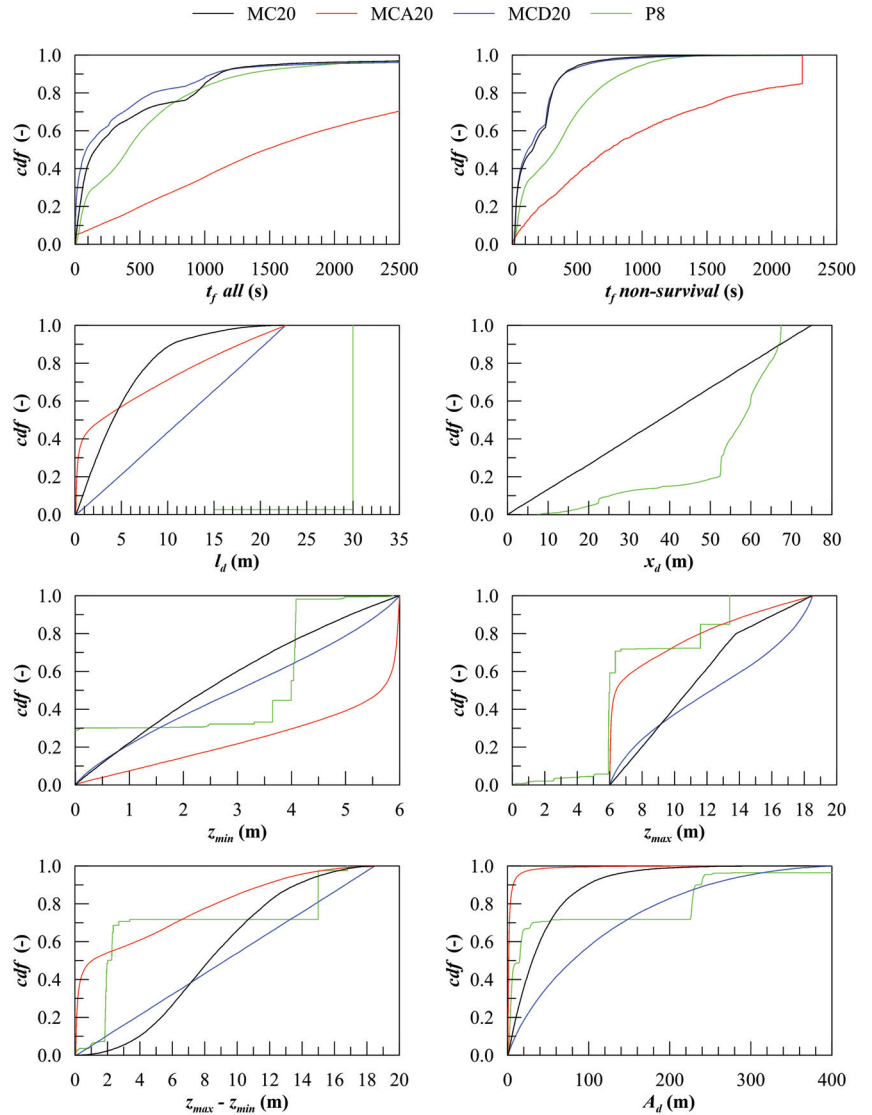 MC20 MCA20 MCD20 P8
1.0 1.0
0.8 0.8
0.6 0.6
cdf (-) cdf (-)
0.4 0.4
0.2 0.2
0.0 0.0
0 500 1000 1500 2000 2500 0 500 1000 1500 2000 2500
t_f all (s) t_f non-survival (s)
1.0 1.0
0.8 0.8
0.6 0.6
cdf (-) cdf (-)
0.4 0.4
0.2 0.2
0.0 0.0
0 5 10 15 20 25 30 35 0 10 20 30 40 50 60 70 80
l_d (m) x_d (m)
1.0 1.0
0.8 0.8
0.6 0.6
cdf (-) cdf (-)
0.4 0.4
0.2 0.2
0.0 0.0
0 1 2 3 4 5 6 0 2 4 6 8 10 12 14 16 18 20
z_min (m) z_max (m)
1.0 1.0
0.8 0.8
0.6 0.6
cdf (-) cdf (-)
0.4 0.4
0.2 0.2
0.0 0.0
0 2 4 6 8 10 12 14 16 18 20 0 100 200 300 400
z_max - z_min (m) A_d (m)